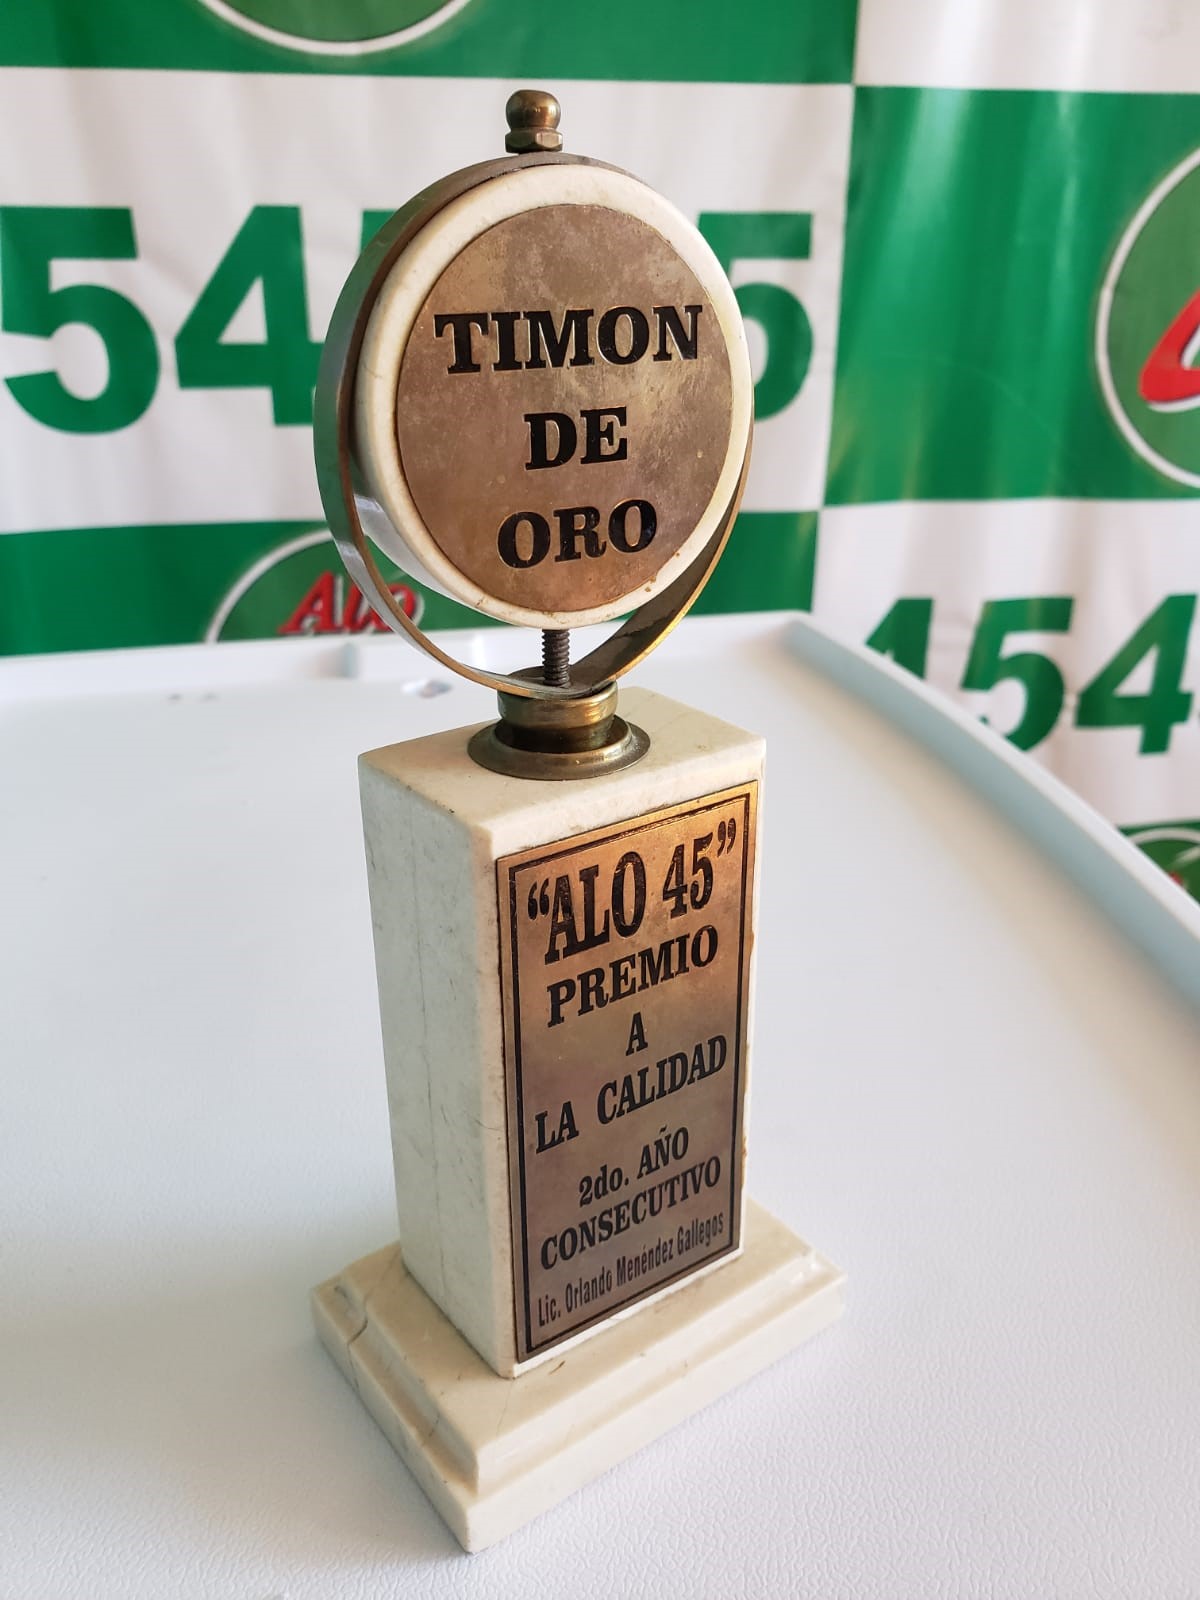 TIMON
DE
ORO
"ALO 45"
PREMIO
A
LA CALIDAD
2do. AÑO
CONSECUTIVO
Lic. Orlando Menéndez Gallegos
Alo